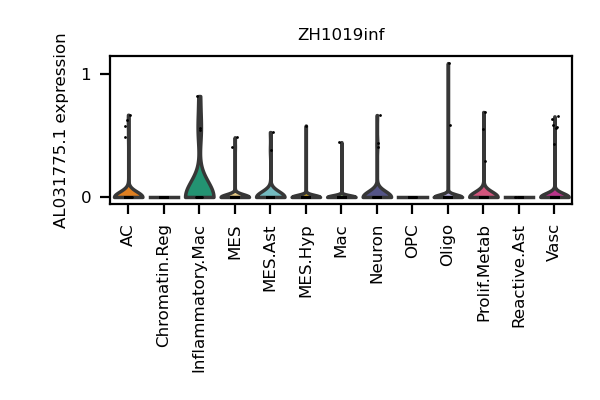 ZH1019inf
AL031775.1 expression
1
0
AC
Chromatin.Reg
Inflammatory.Mac
MES
MES.Ast
MES.Hyp
Mac
Neuron
OPC
Oligo
Prolif.Metab
Reactive.Ast
Vasc